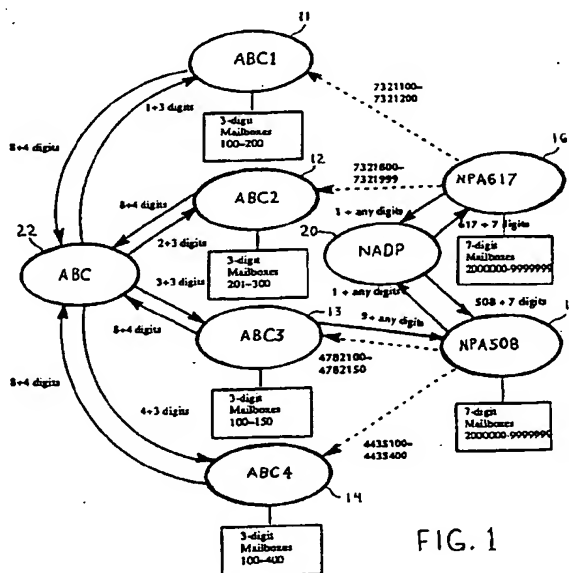 11
ABC1
1+3 digits
8+4 digits
3-digit
Mailboxes
100-200
7321100-
7321200
12
7321600-
7321999
16
ABC2
NPA617
8+4 digits
22
2+3 digits
20
1 + any digits
617 + 7 digits
ABC
NADP
3-digit
Mailboxes
201-300
7-digit
Mailboxes
2000000-9999999
3+3 digits
1 + any digits
508 + 7 digits
13
8+4 digits
ABC3
9+ any digits
1
NPA508
4782100-
4782150
8+4 digits
4+3 digits
3-digit
Mailboxes
100-150
4435100-
4435400
7-digit
Mailboxes
2000000-9999999
ABC4
14
3-digit
Mailboxes
100-400
FIG. 1